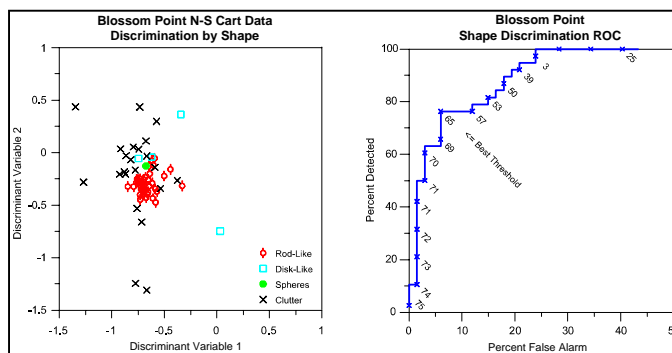 Blossom Point N-S Cart Data
Discrimination by Shape
1
0.5
0
-0.5
-1
-1.5
Discriminant Variable 2
Rod-Like
Disk-Like
Spheres
Clutter
-1.5
-1
-0.5
0
0.5
1
Discriminant Variable 1
Blossom Point
Shape Discrimination ROC
100
80
60
40
20
0
Percent Detected
25
3
39
50
53
57
65
<= Best Threshold
69
70
71
71
72
73
74
75
0
10
20
30
40
Percent False Alarm